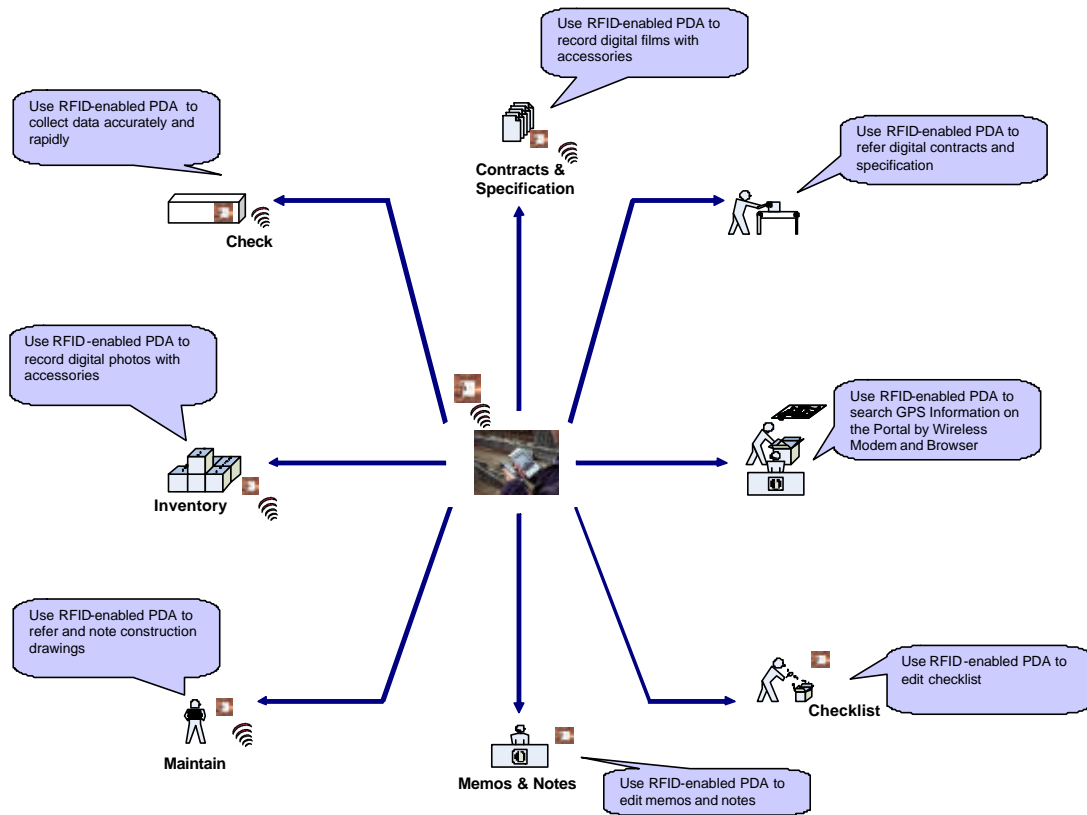 Use RFID-enabled PDA to
record digital films with
accessories
Use RFID-enabled PDA to
collect data accurately and
rapidly
Use RFID-enabled PDA to
refer digital contracts and
specification
Contracts &
Specification
Check
Use RFID-enabled PDA to
record digital photos with
accessories
Use RFID-enabled PDA to
search GPS Information on
the Portal by Wireless
Modem and Browser
Inventory
Use RFID-enabled PDA to
refer and note construction
drawings
Use RFID-enabled PDA to
edit checklist
Checklist
Maintain
Memos & Notes
Use RFID-enabled PDA to
edit memos and notes